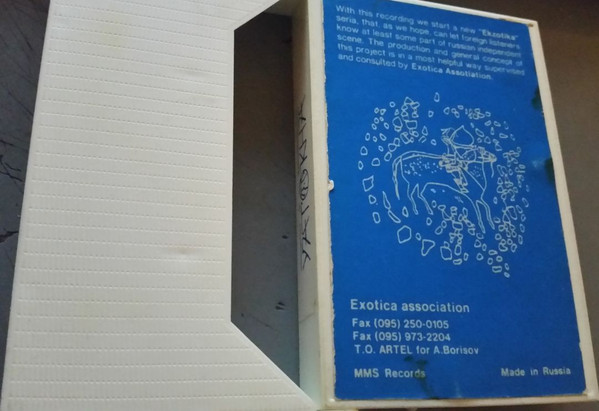 With this recording we start a new "Ekzotika"
seria, that, as we hope, can let foreign listeners
know at least some part of russian independent
scene. The production and general concept of
this project is in a most helpful way supervised
and consulted by Exotica Assotiation.
Exotica association
Fax (095) 250-0105
Fax (095) 973-2204
T.O. ARTEL for A.Borisov
MMS Records Made in Russia